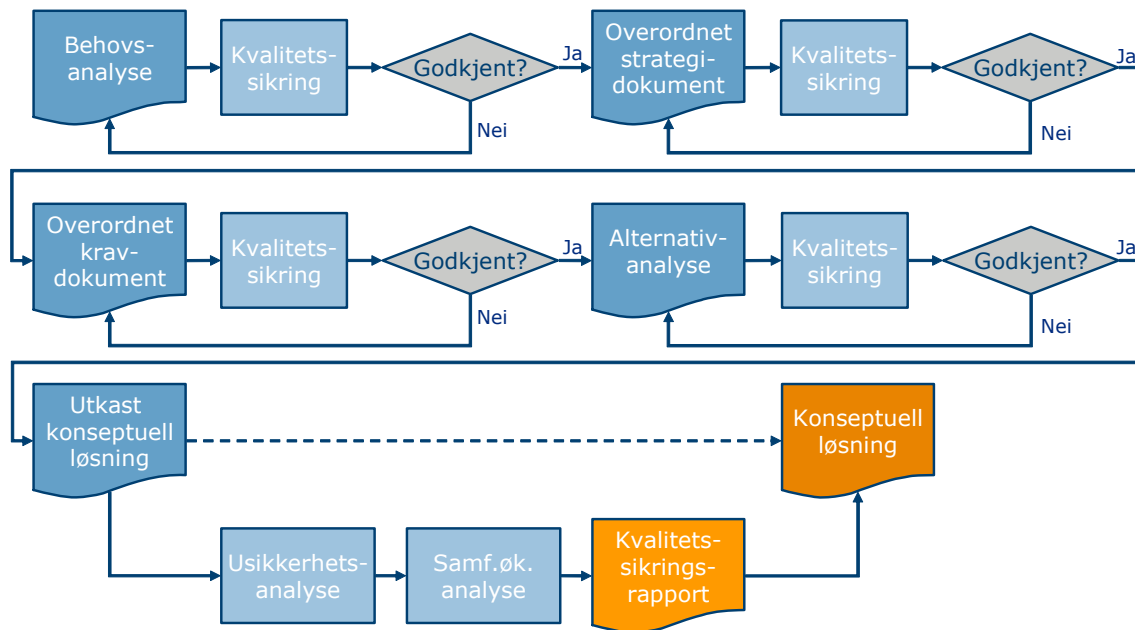 Behovs-
analyse
Kvalitets-
sikring
Godkjent?
Ja
Nei
Overordnet
strategi-
dokument
Kvalitets-
sikring
Godkjent?
Ja
Nei
Overordnet
krav-
dokument
Kvalitets-
sikring
Godkjent?
Ja
Nei
Alternativ-
analyse
Kvalitets-
sikring
Godkjent?
Ja
Nei
Utkast
konseptuell
løsning
Konseptuell
løsning
Usikkerhets-
analyse
Samf.øk.
analyse
Kvalitets-
sikrings-
rapport